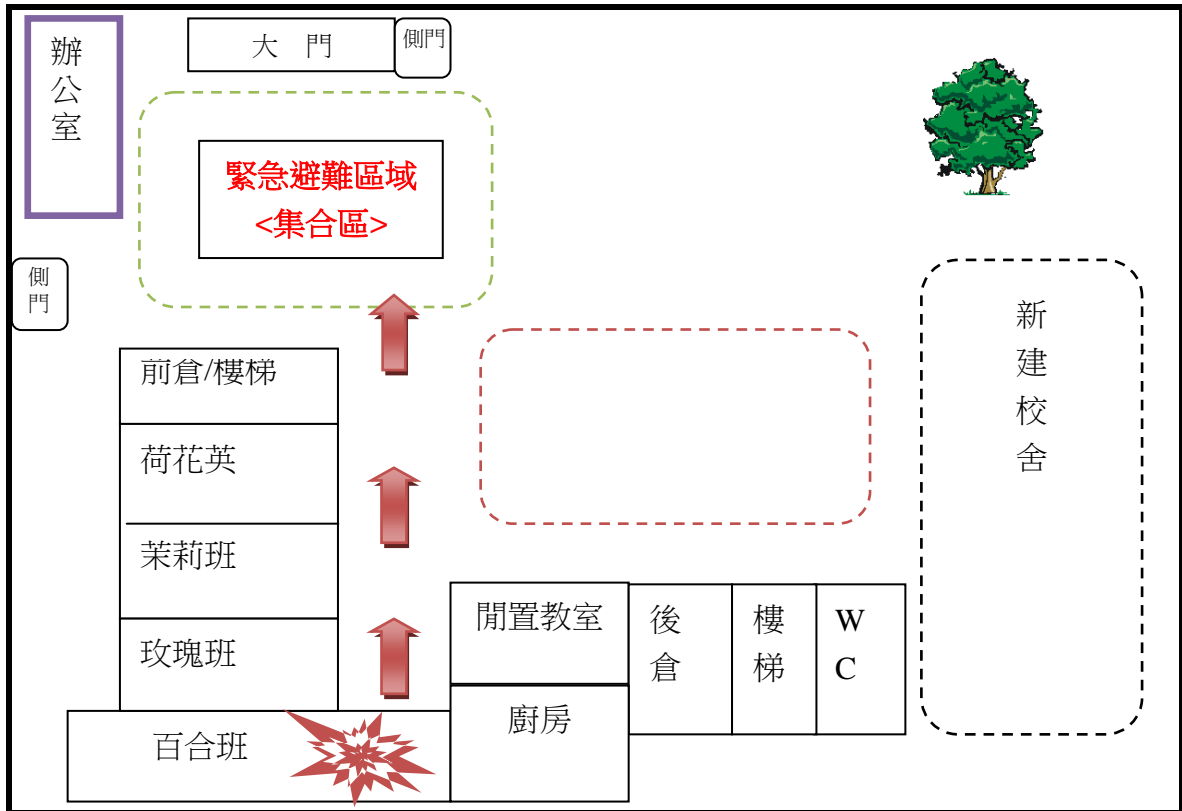 辦公室
大　門
側門
緊急避難區域
<集合區>
側門
新建校舍
前倉/樓梯
荷花英
茉莉班
玫瑰班
百合班
閒置教室
廚房
後倉
樓梯
WC